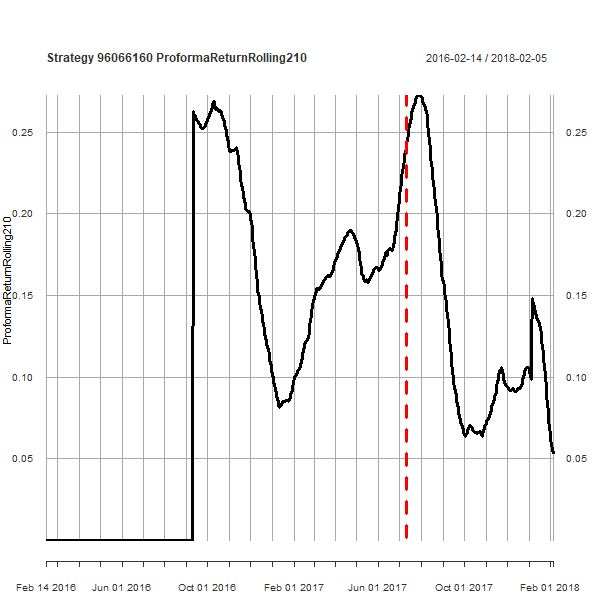 Strategy 96066160 ProformaReturnRolling210
2016-02-14 / 2018-02-05
ProformaReturnRolling210
0.25
0.20
0.15
0.10
0.05
0.25
0.20
0.15
0.10
0.05
Feb 14 2016
Jun 01 2016
Oct 01 2016
Feb 01 2017
Jun 01 2017
Oct 01 2017
Feb 01 2018